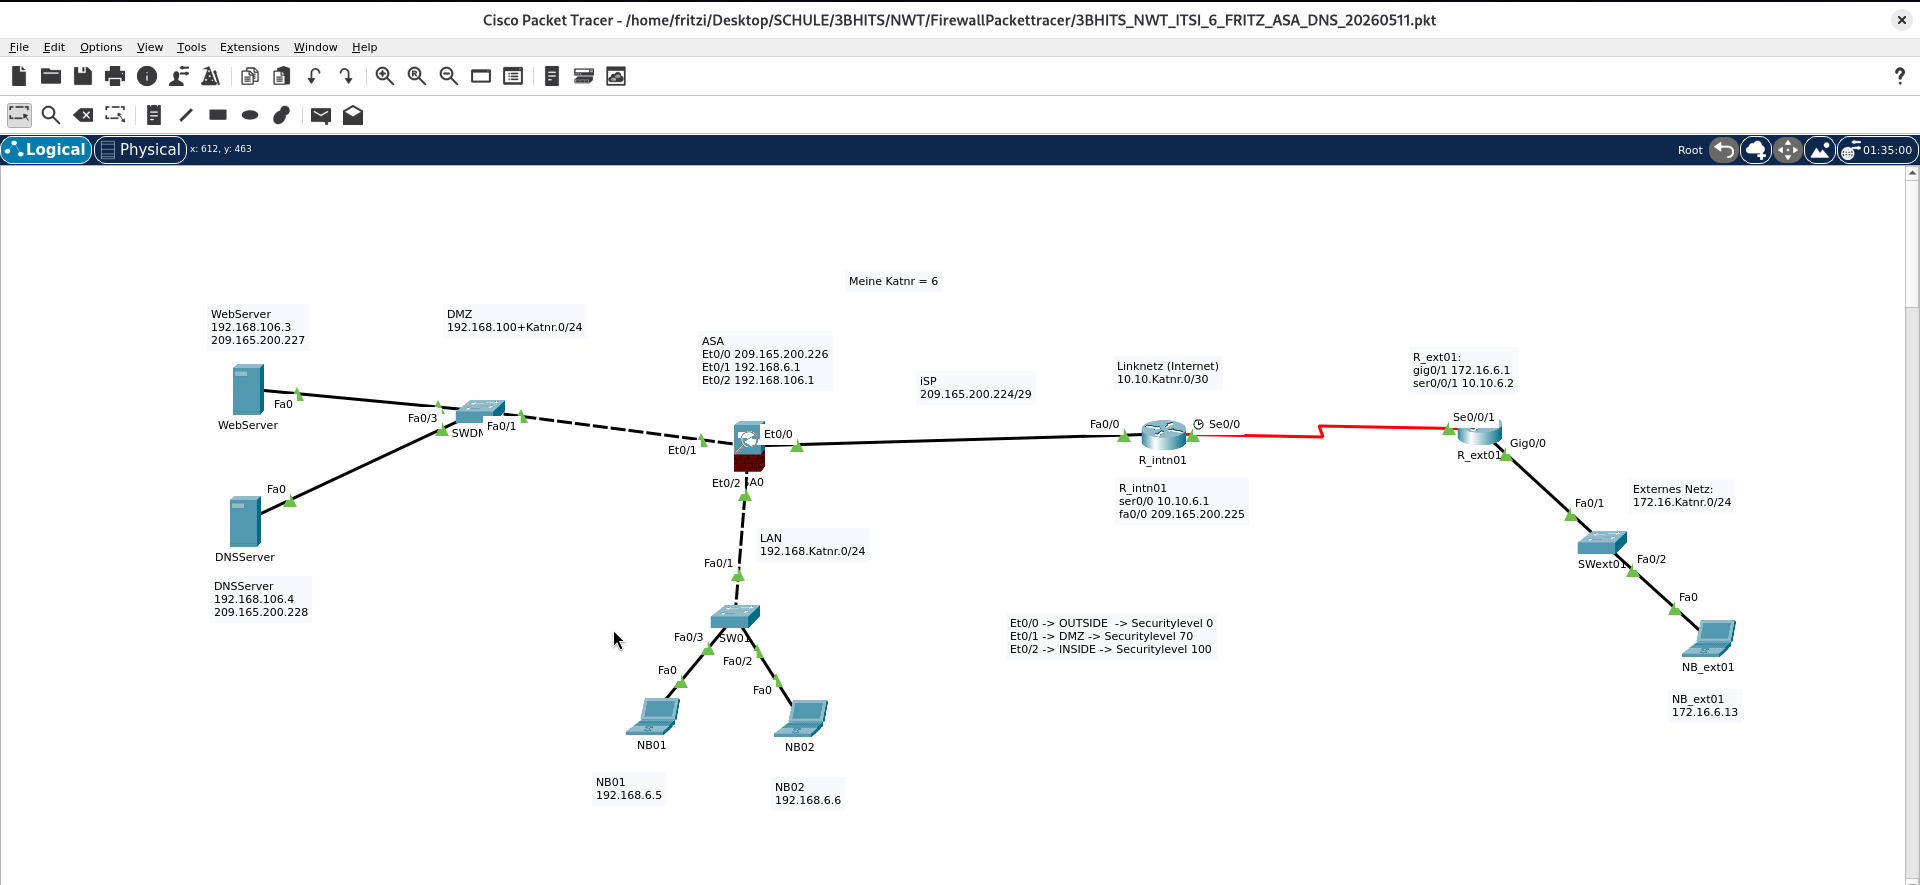 Cisco Packet Tracer - /home/fritzi/Desktop/SCHULE/3BHITS/NWT/FirewallPackettracer/3BHITS_NWT_ITSI_6_FRITZ_ASA_DNS_20260511.pkt
File Edit Options View Tools Extensions Window Help
Logical Physical x: 612, y: 463 Root 01:35:00
Meine Katnr = 6
WebServer
192.168.106.3
209.165.200.227
DMZ
192.168.100+Katnr.0/24
ASA
Et0/0 209.165.200.226
Et0/1 192.168.6.1
Et0/2 192.168.106.1
iSP
209.165.200.224/29
Linknetz (Internet)
10.10.Katnr.0/30
R_ext01:
gig0/1 172.16.6.1
ser0/0/1 10.10.6.2
Fa0
WebServer
Fa0/3
SWDM
Fa0/1
Et0/1
Et0/0
Et0/2
A0
Fa0/0
Se0/0
R_intn01
Se0/0/1
R_ext01
Gig0/0
R_intn01
ser0/0 10.10.6.1
fa0/0 209.165.200.225
Externes Netz:
172.16.Katnr.0/24
Fa0/1
SWext01
Fa0/2
Fa0
NB_ext01
NB_ext01
172.16.6.13
Fa0
DNSServer
DNSServer
192.168.106.4
209.165.200.228
LAN
192.168.Katnr.0/24
Fa0/1
SW01
Fa0/3
Fa0/2
Fa0
Fa0
NB01
NB02
NB01
192.168.6.5
NB02
192.168.6.6
Et0/0 -> OUTSIDE -> Securitylevel 0
Et0/1 -> DMZ -> Securitylevel 70
Et0/2 -> INSIDE -> Securitylevel 100